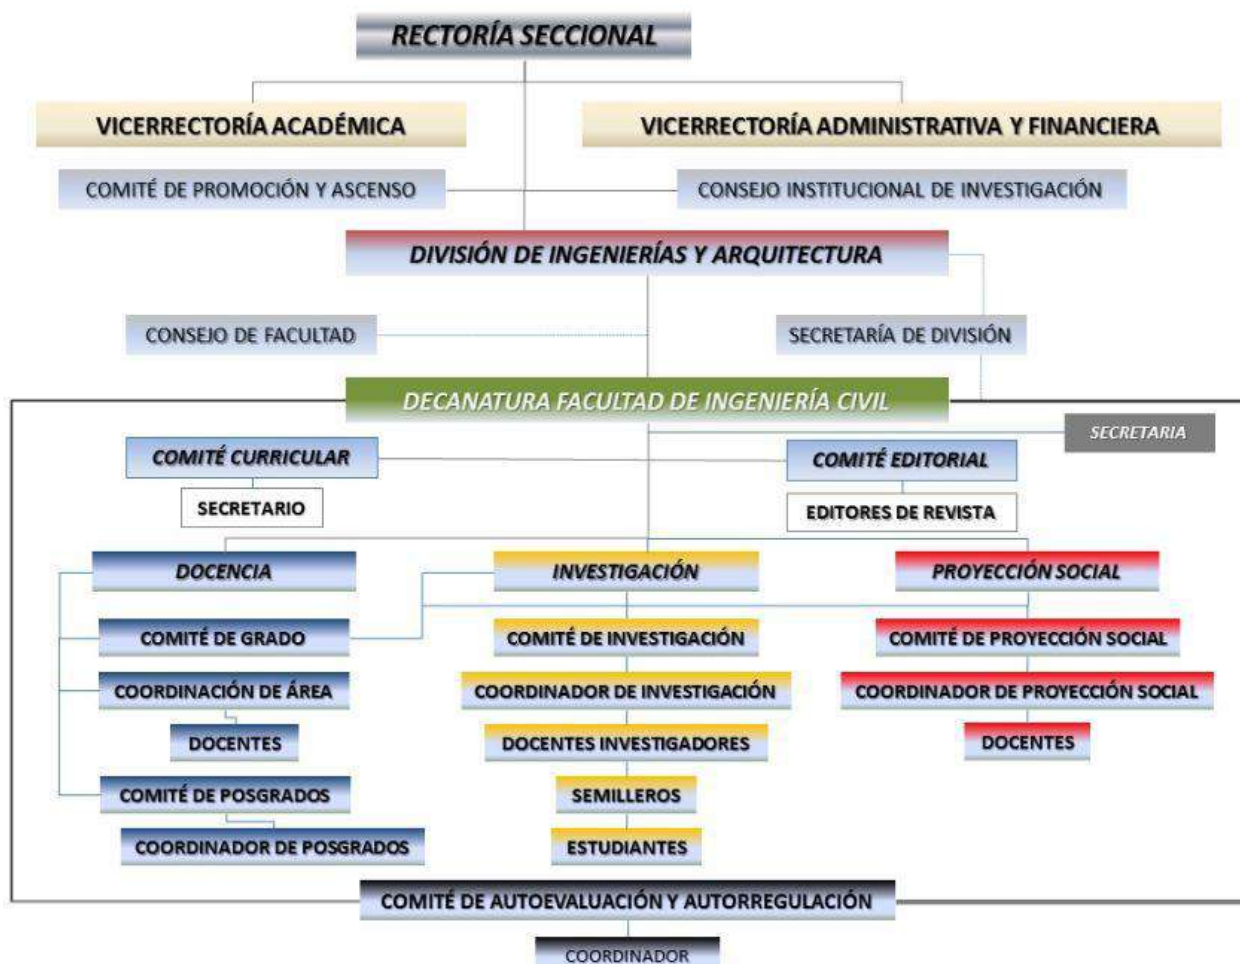 RECTORÍA SECCIONAL
VICERRECTORÍA ACADÉMICA
VICERRECTORÍA ADMINISTRATIVA Y FINANCIERA
COMITÉ DE PROMOCIÓN Y ASCENSO
CONSEJO INSTITUCIONAL DE INVESTIGACIÓN
DIVISIÓN DE INGENIERÍAS Y ARQUITECTURA
CONSEJO DE FACULTAD
SECRETARÍA DE DIVISIÓN
DECANATURA FACULTAD DE INGENIERÍA CIVIL
SECRETARIA
COMITÉ CURRICULAR
COMITÉ EDITORIAL
SECRETARIO
EDITORES DE REVISTA
DOCENCIA
INVESTIGACIÓN
PROYECCIÓN SOCIAL
COMITÉ DE GRADO
COMITÉ DE INVESTIGACIÓN
COMITÉ DE PROYECCIÓN SOCIAL
COORDINACIÓN DE ÁREA
COORDINADOR DE INVESTIGACIÓN
COORDINADOR DE PROYECCIÓN SOCIAL
DOCENTES
DOCENTES INVESTIGADORES
DOCENTES
COMITÉ DE POSGRADOS
SEMILLEROS
COORDINADOR DE POSGRADOS
ESTUDIANTES
COMITÉ DE AUTOEVALUACIÓN Y AUTORREGULACIÓN
COORDINADOR